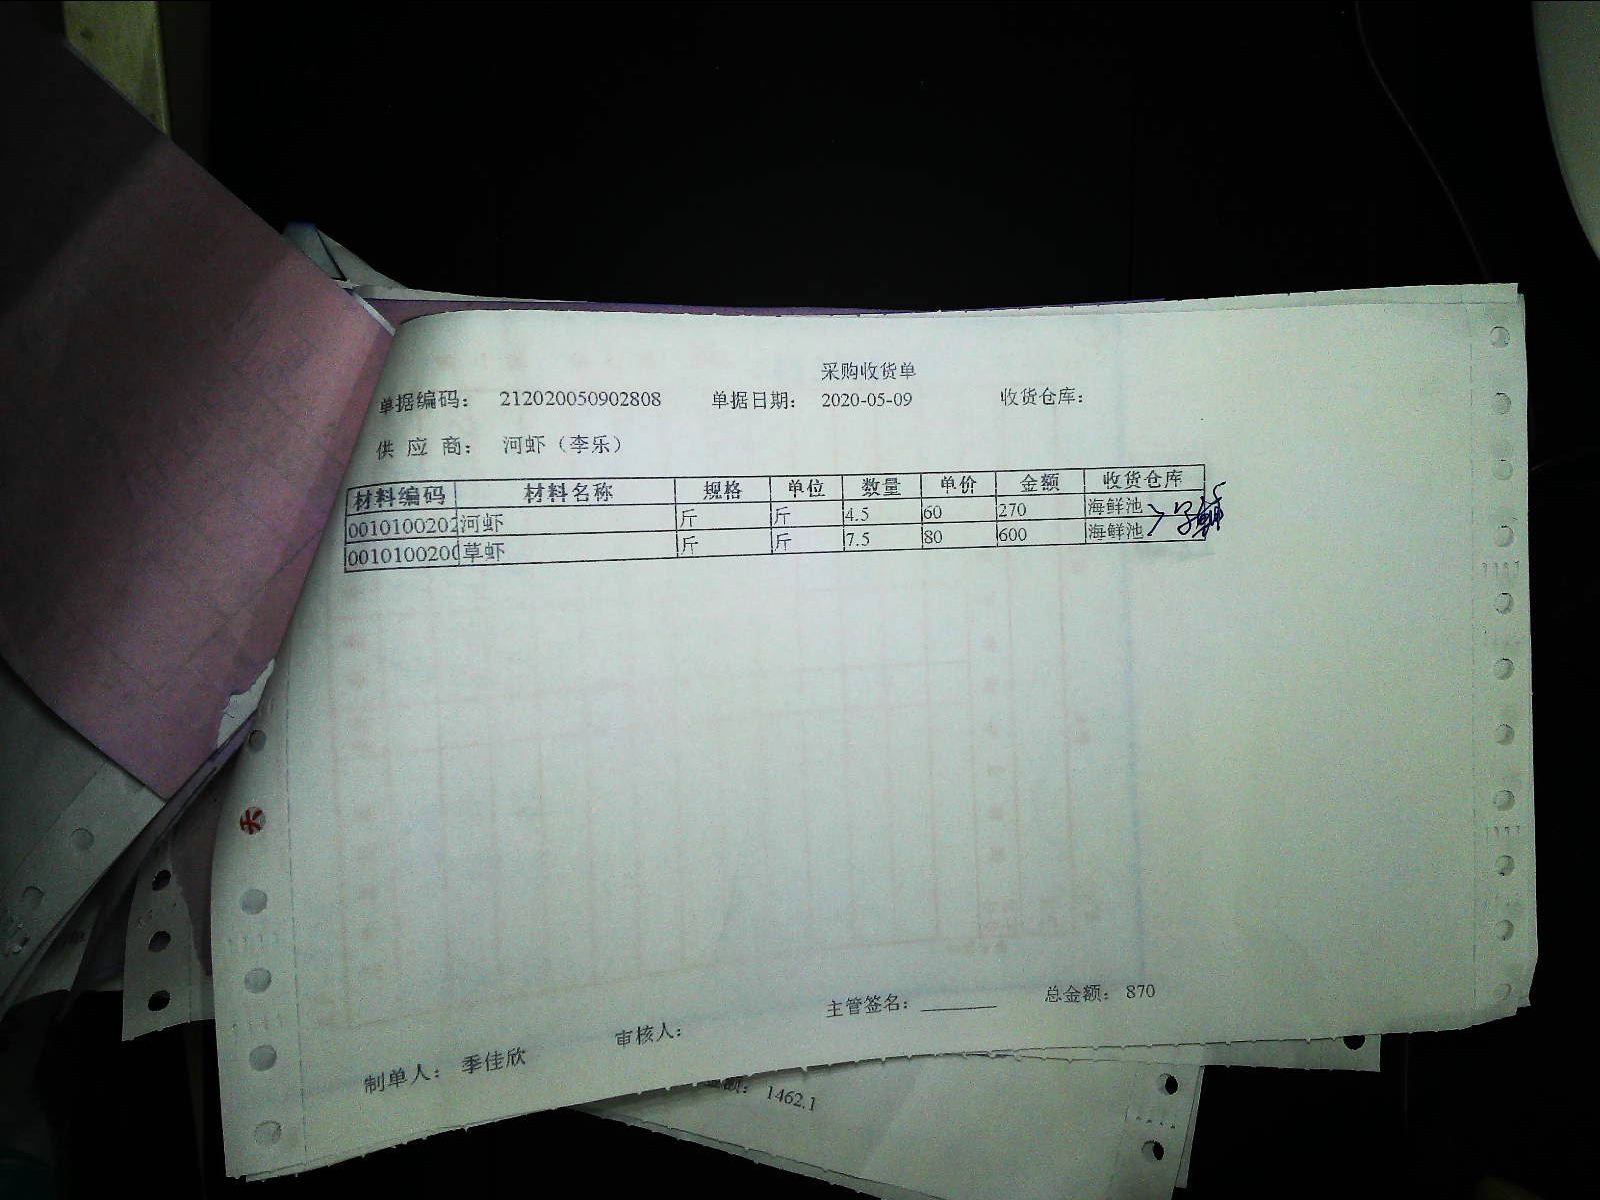 采购收货单
单据编码： 212020050902808 单据日期： 2020-05-09 收货仓库：
供 应 商： 河虾（李乐）
材料编码 材料名称 规格 单位 数量 单价 金额 收货仓库
0010100202 河虾 斤 斤 4.5 60 270 海鲜池
001010020 草虾 斤 斤 7.5 80 600 海鲜池
主管签名： 总金额： 870
制单人： 季佳欣 审核人：
金额： 1462.1